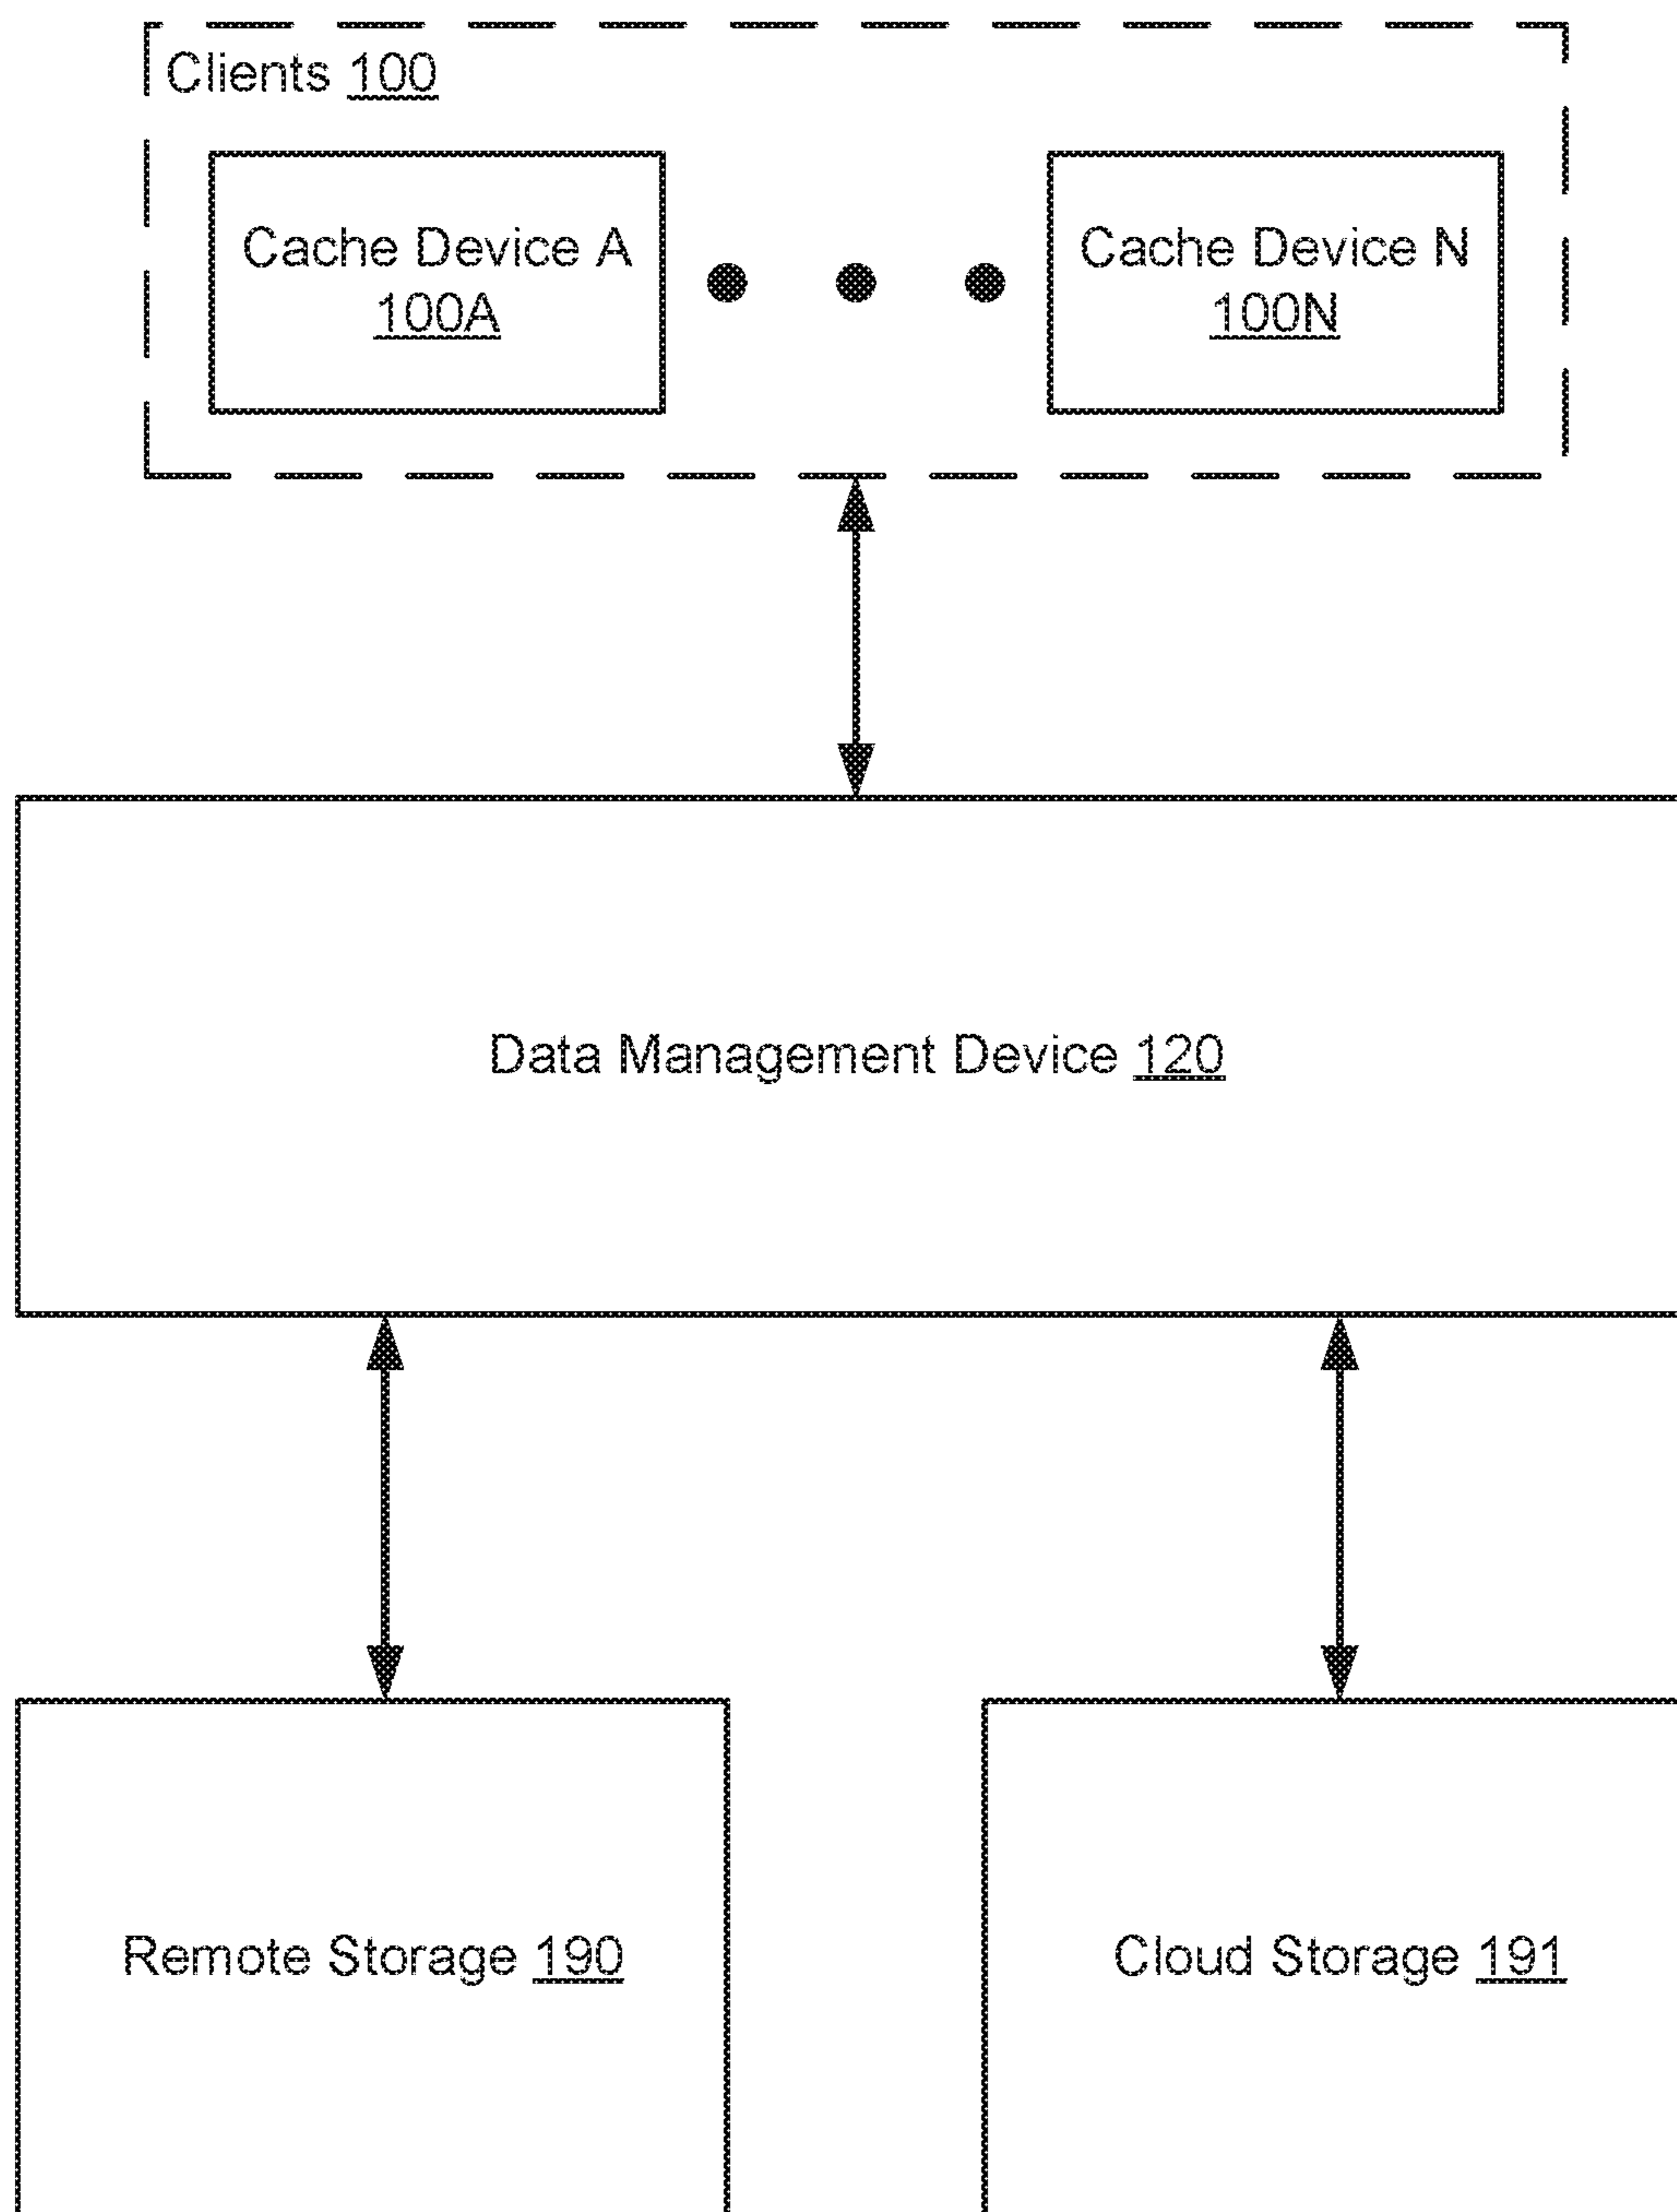 Clients 100
Cache Device A
100A
Cache Device N
100N
Data Management Device 120
Remote Storage 190
Cloud Storage 191